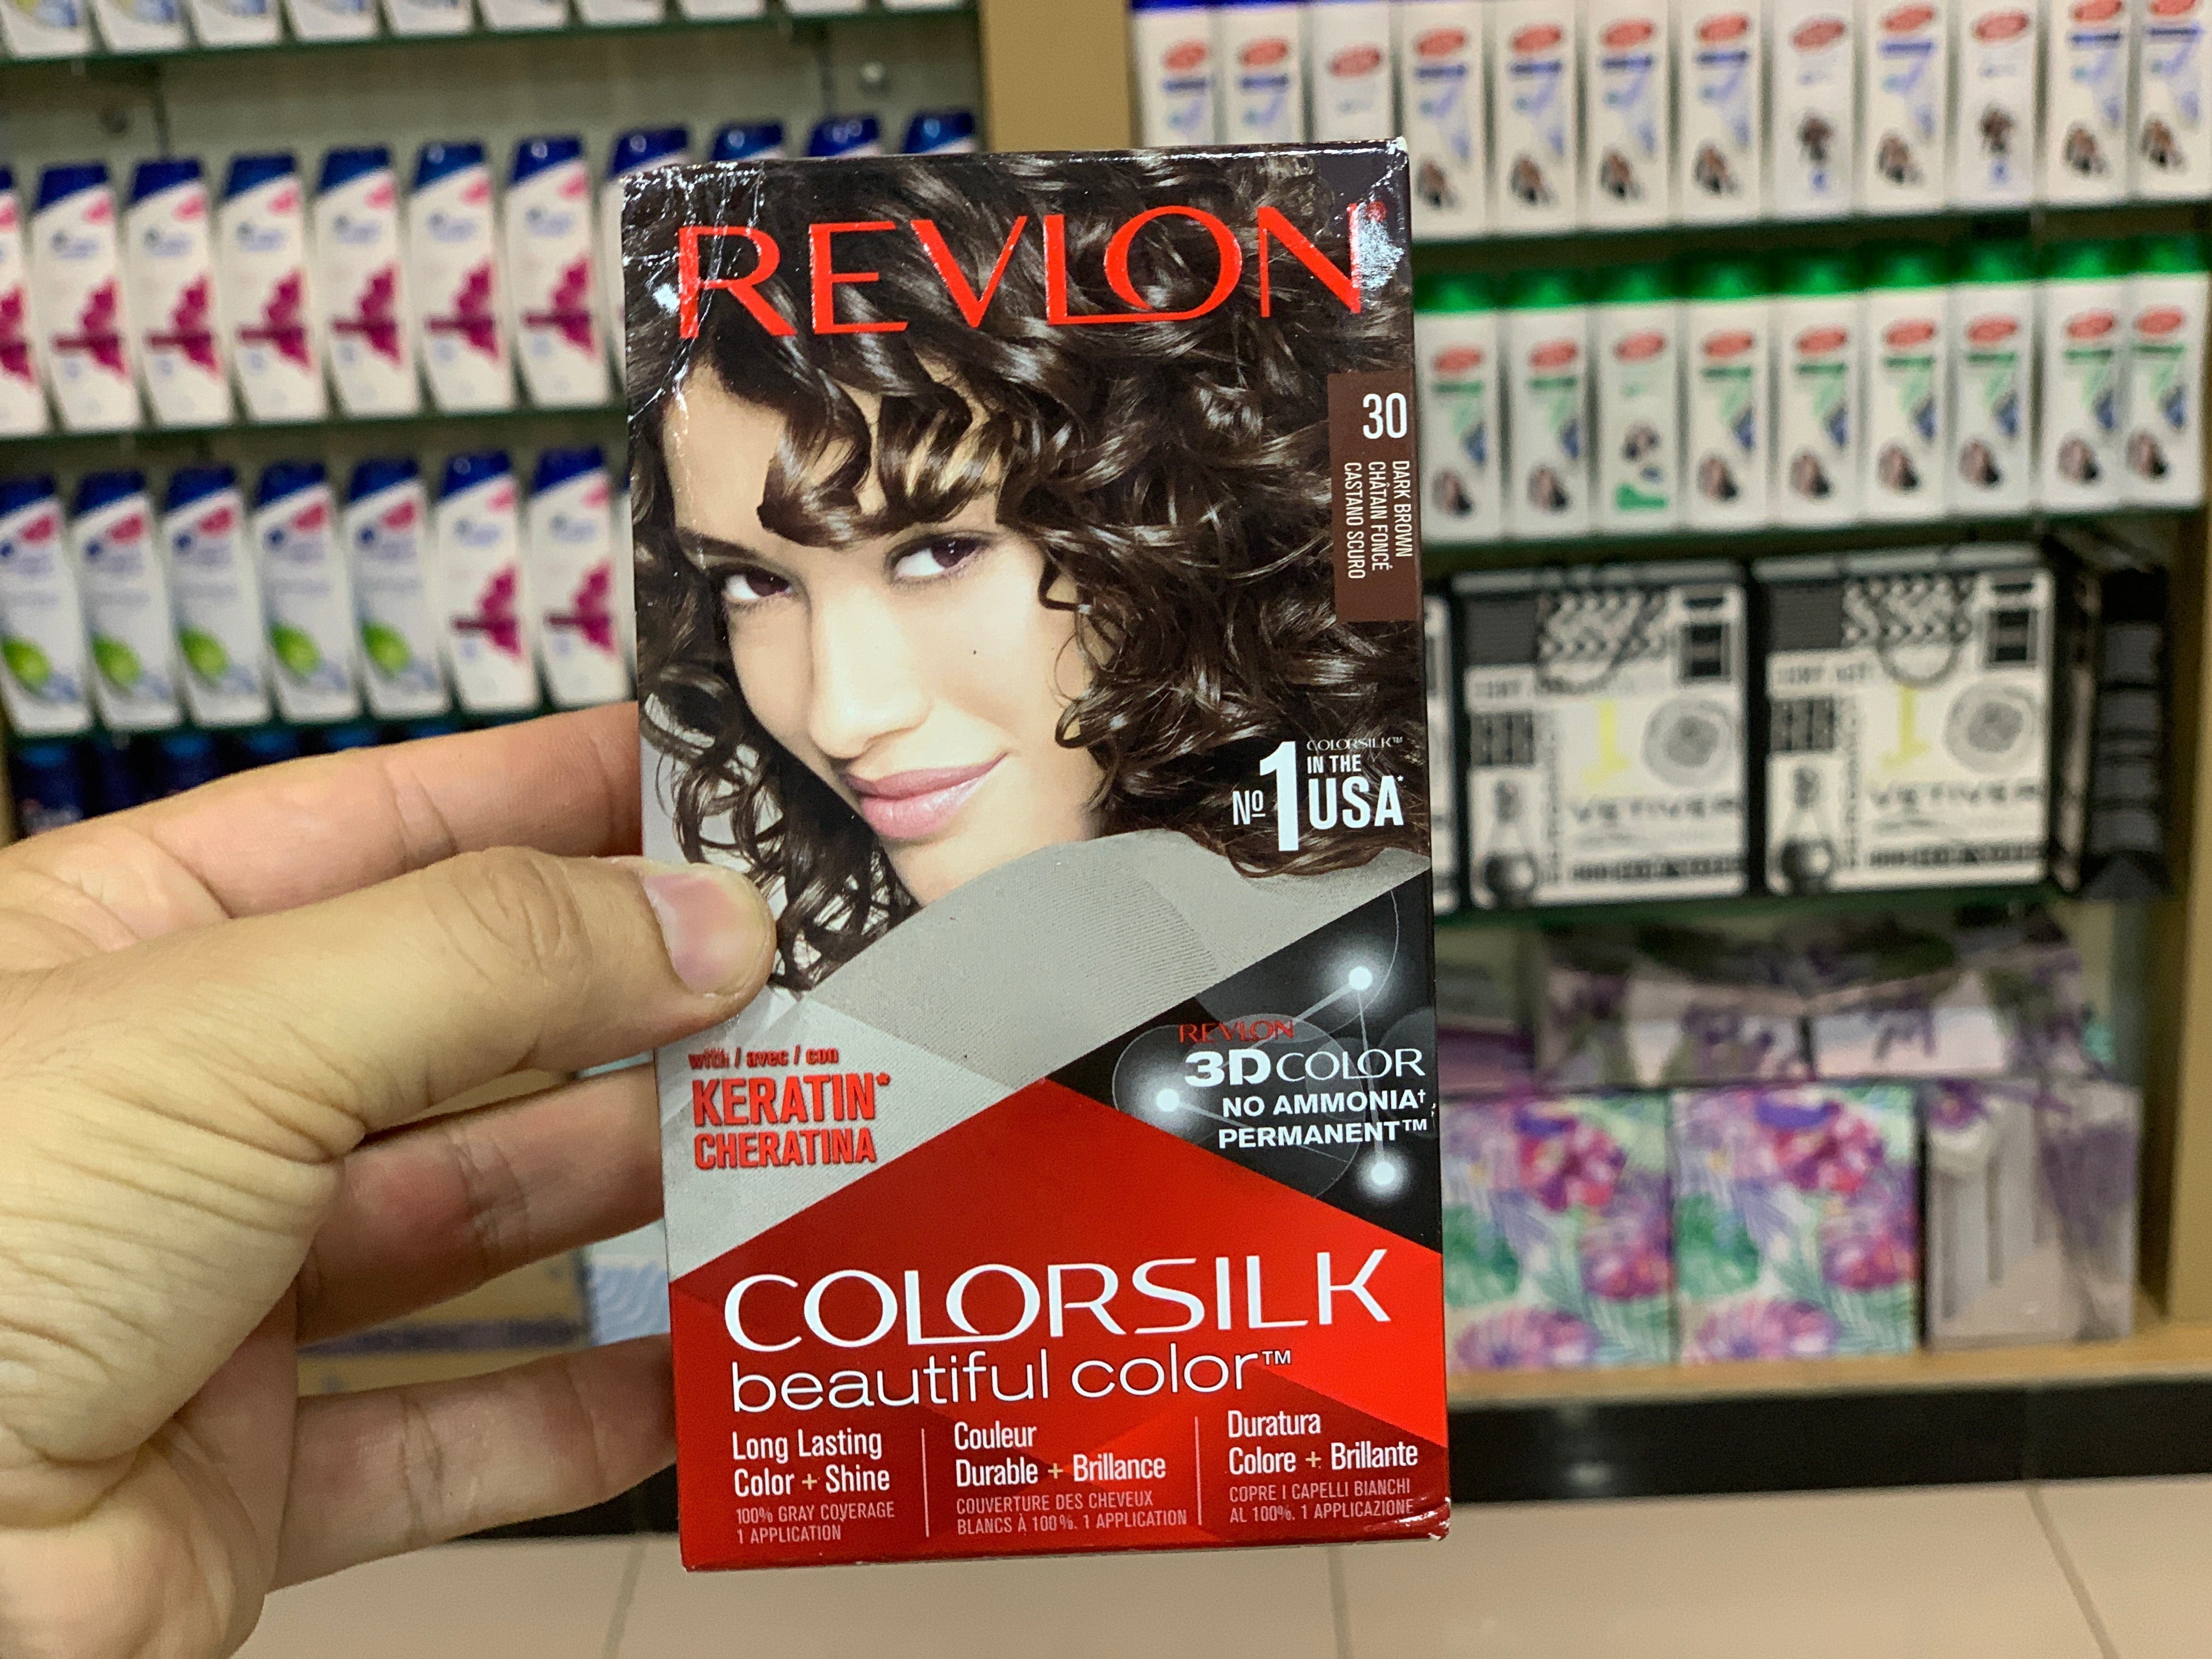 REVLON®
30
DARK BROWN
CHÂTAIN FONCÉ
CASTANO SCURO
COLORSILK™
Nº1 IN THE
USA*
with / avec / con
KERATIN*
CHERATINA
REVLON
3D COLOR
NO AMMONIA†
PERMANENT™
COLORSILK
beautiful color™
Long Lasting
Color + Shine
100% GRAY COVERAGE
1 APPLICATION
Couleur
Durable + Brillance
COUVERTURE DES CHEVEUX
BLANCS À 100%. 1 APPLICATION
Duratura
Colore + Brillante
COPRE I CAPELLI BIANCHI
AL 100%. 1 APPLICAZIONE
VETIVER
VETIVER